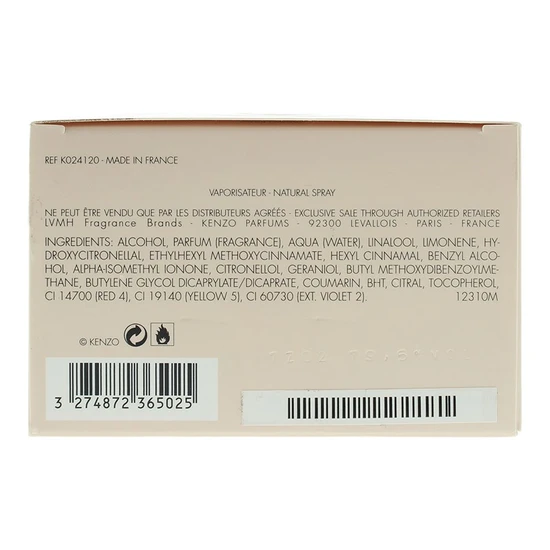 REF K024120 - MADE IN FRANCE
VAPORISATEUR - NATURAL SPRAY
NE PEUT ÊTRE VENDU QUE PAR LES DISTRIBUTEURS AGRÉÉS - EXCLUSIVE SALE THROUGH AUTHORIZED RETAILERS
LVMH Fragrance Brands - KENZO PARFUMS - 92300 LEVALLOIS - PARIS - FRANCE
INGREDIENTS: ALCOHOL, PARFUM (FRAGRANCE), AQUA (WATER), LINALOOL, LIMONENE, HY-
DROXYCITRONELLAL, ETHYLHEXYL METHOXYCINNAMATE, HEXYL CINNAMAL, BENZYL ALCO-
HOL, ALPHA-ISOMETHYL IONONE, CITRONELLOL, GERANIOL, BUTYL METHOXYDIBENZOYLME-
THANE, BUTYLENE GLYCOL DICAPRYLATE/DICAPRATE, COUMARIN, BHT, CITRAL, TOCOPHEROL,
CI 14700 (RED 4), CI 19140 (YELLOW 5), CI 60730 (EXT. VIOLET 2). 12310M
© KENZO
3 274872 365025